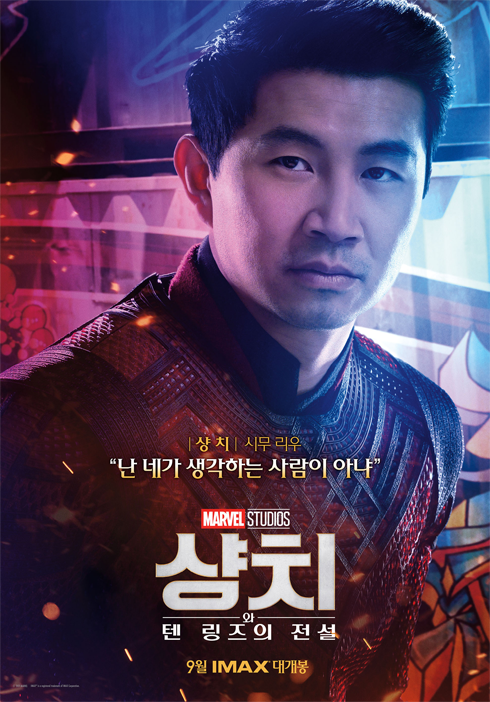 | 샹 치 | 시무 리우
“난 네가 생각하는 사람이 아냐”
MARVEL STUDIOS
샹치
와
텐 링즈의 전설
9월 IMAX 대개봉